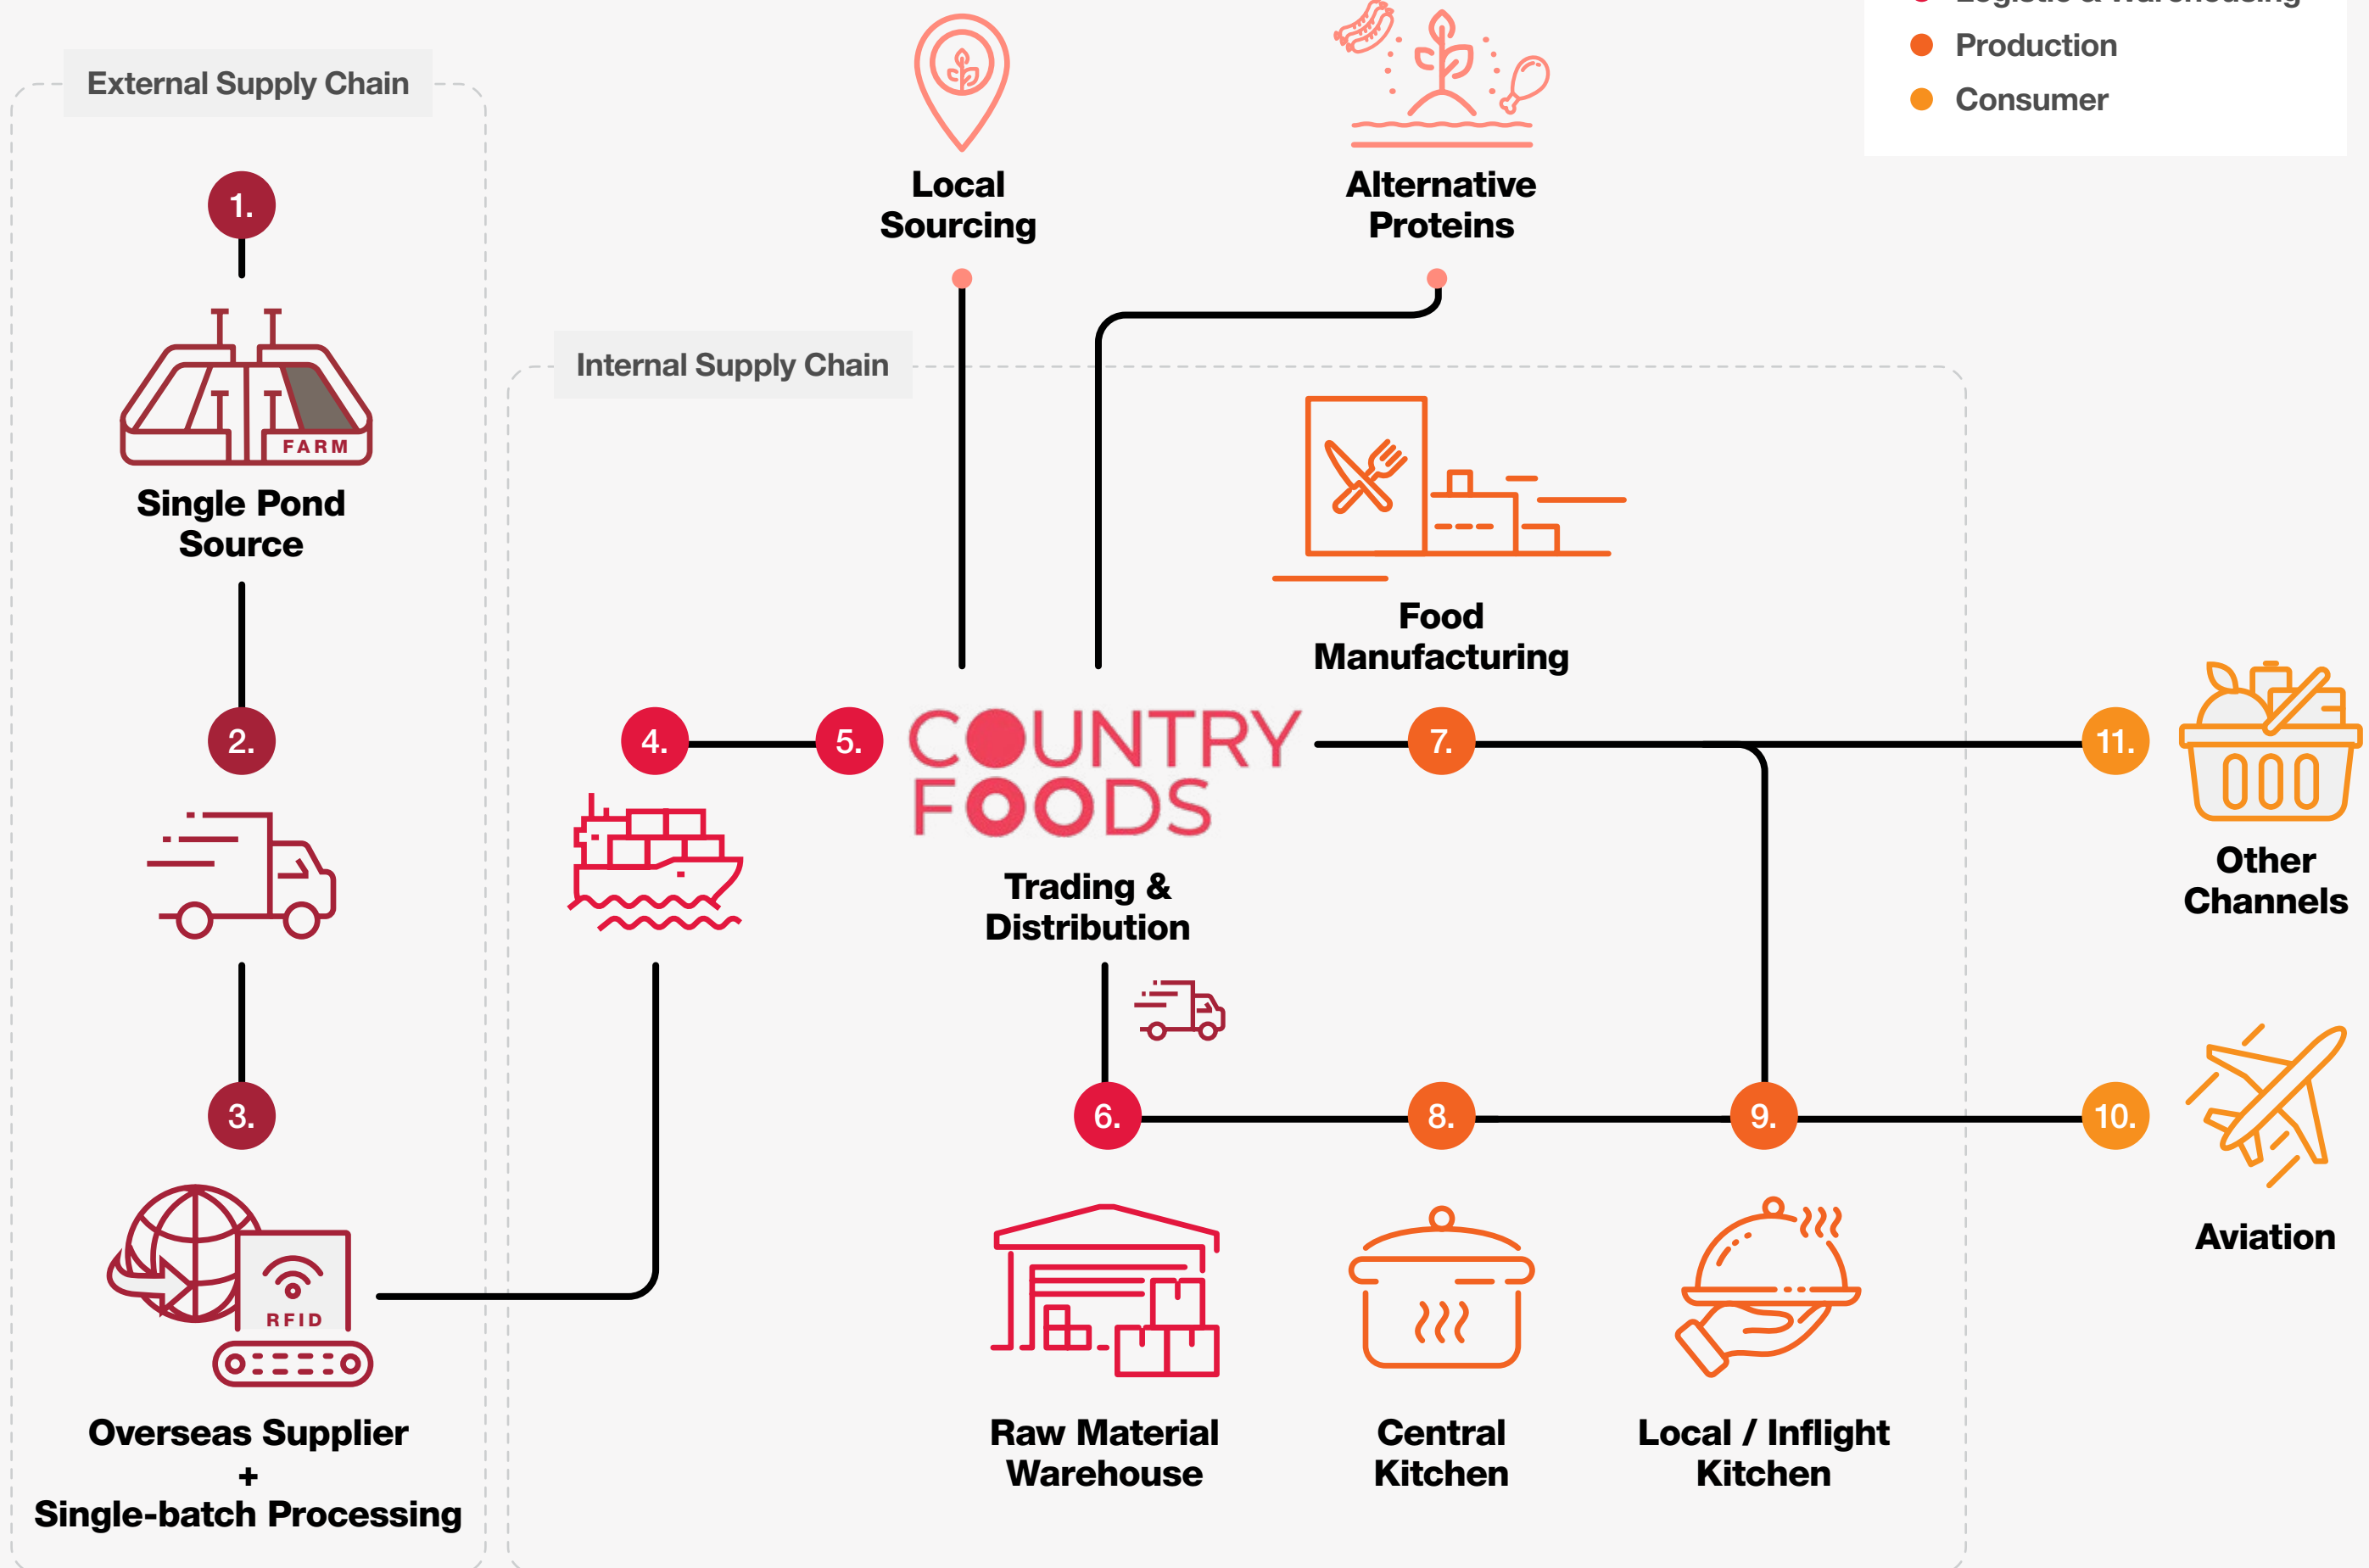 Logistic & Warehousing
Production
Consumer
External Supply Chain
1.
FARM
Single Pond
Source
2.
3.
RFID
Overseas Supplier
+
Single-batch Processing
Local
Sourcing
Alternative
Proteins
Internal Supply Chain
Food
Manufacturing
4.
5.
COUNTRY
FOODS
Trading &
Distribution
7.
11.
Other
Channels
6.
8.
9.
10.
Aviation
Raw Material
Warehouse
Central
Kitchen
Local / Inflight
Kitchen